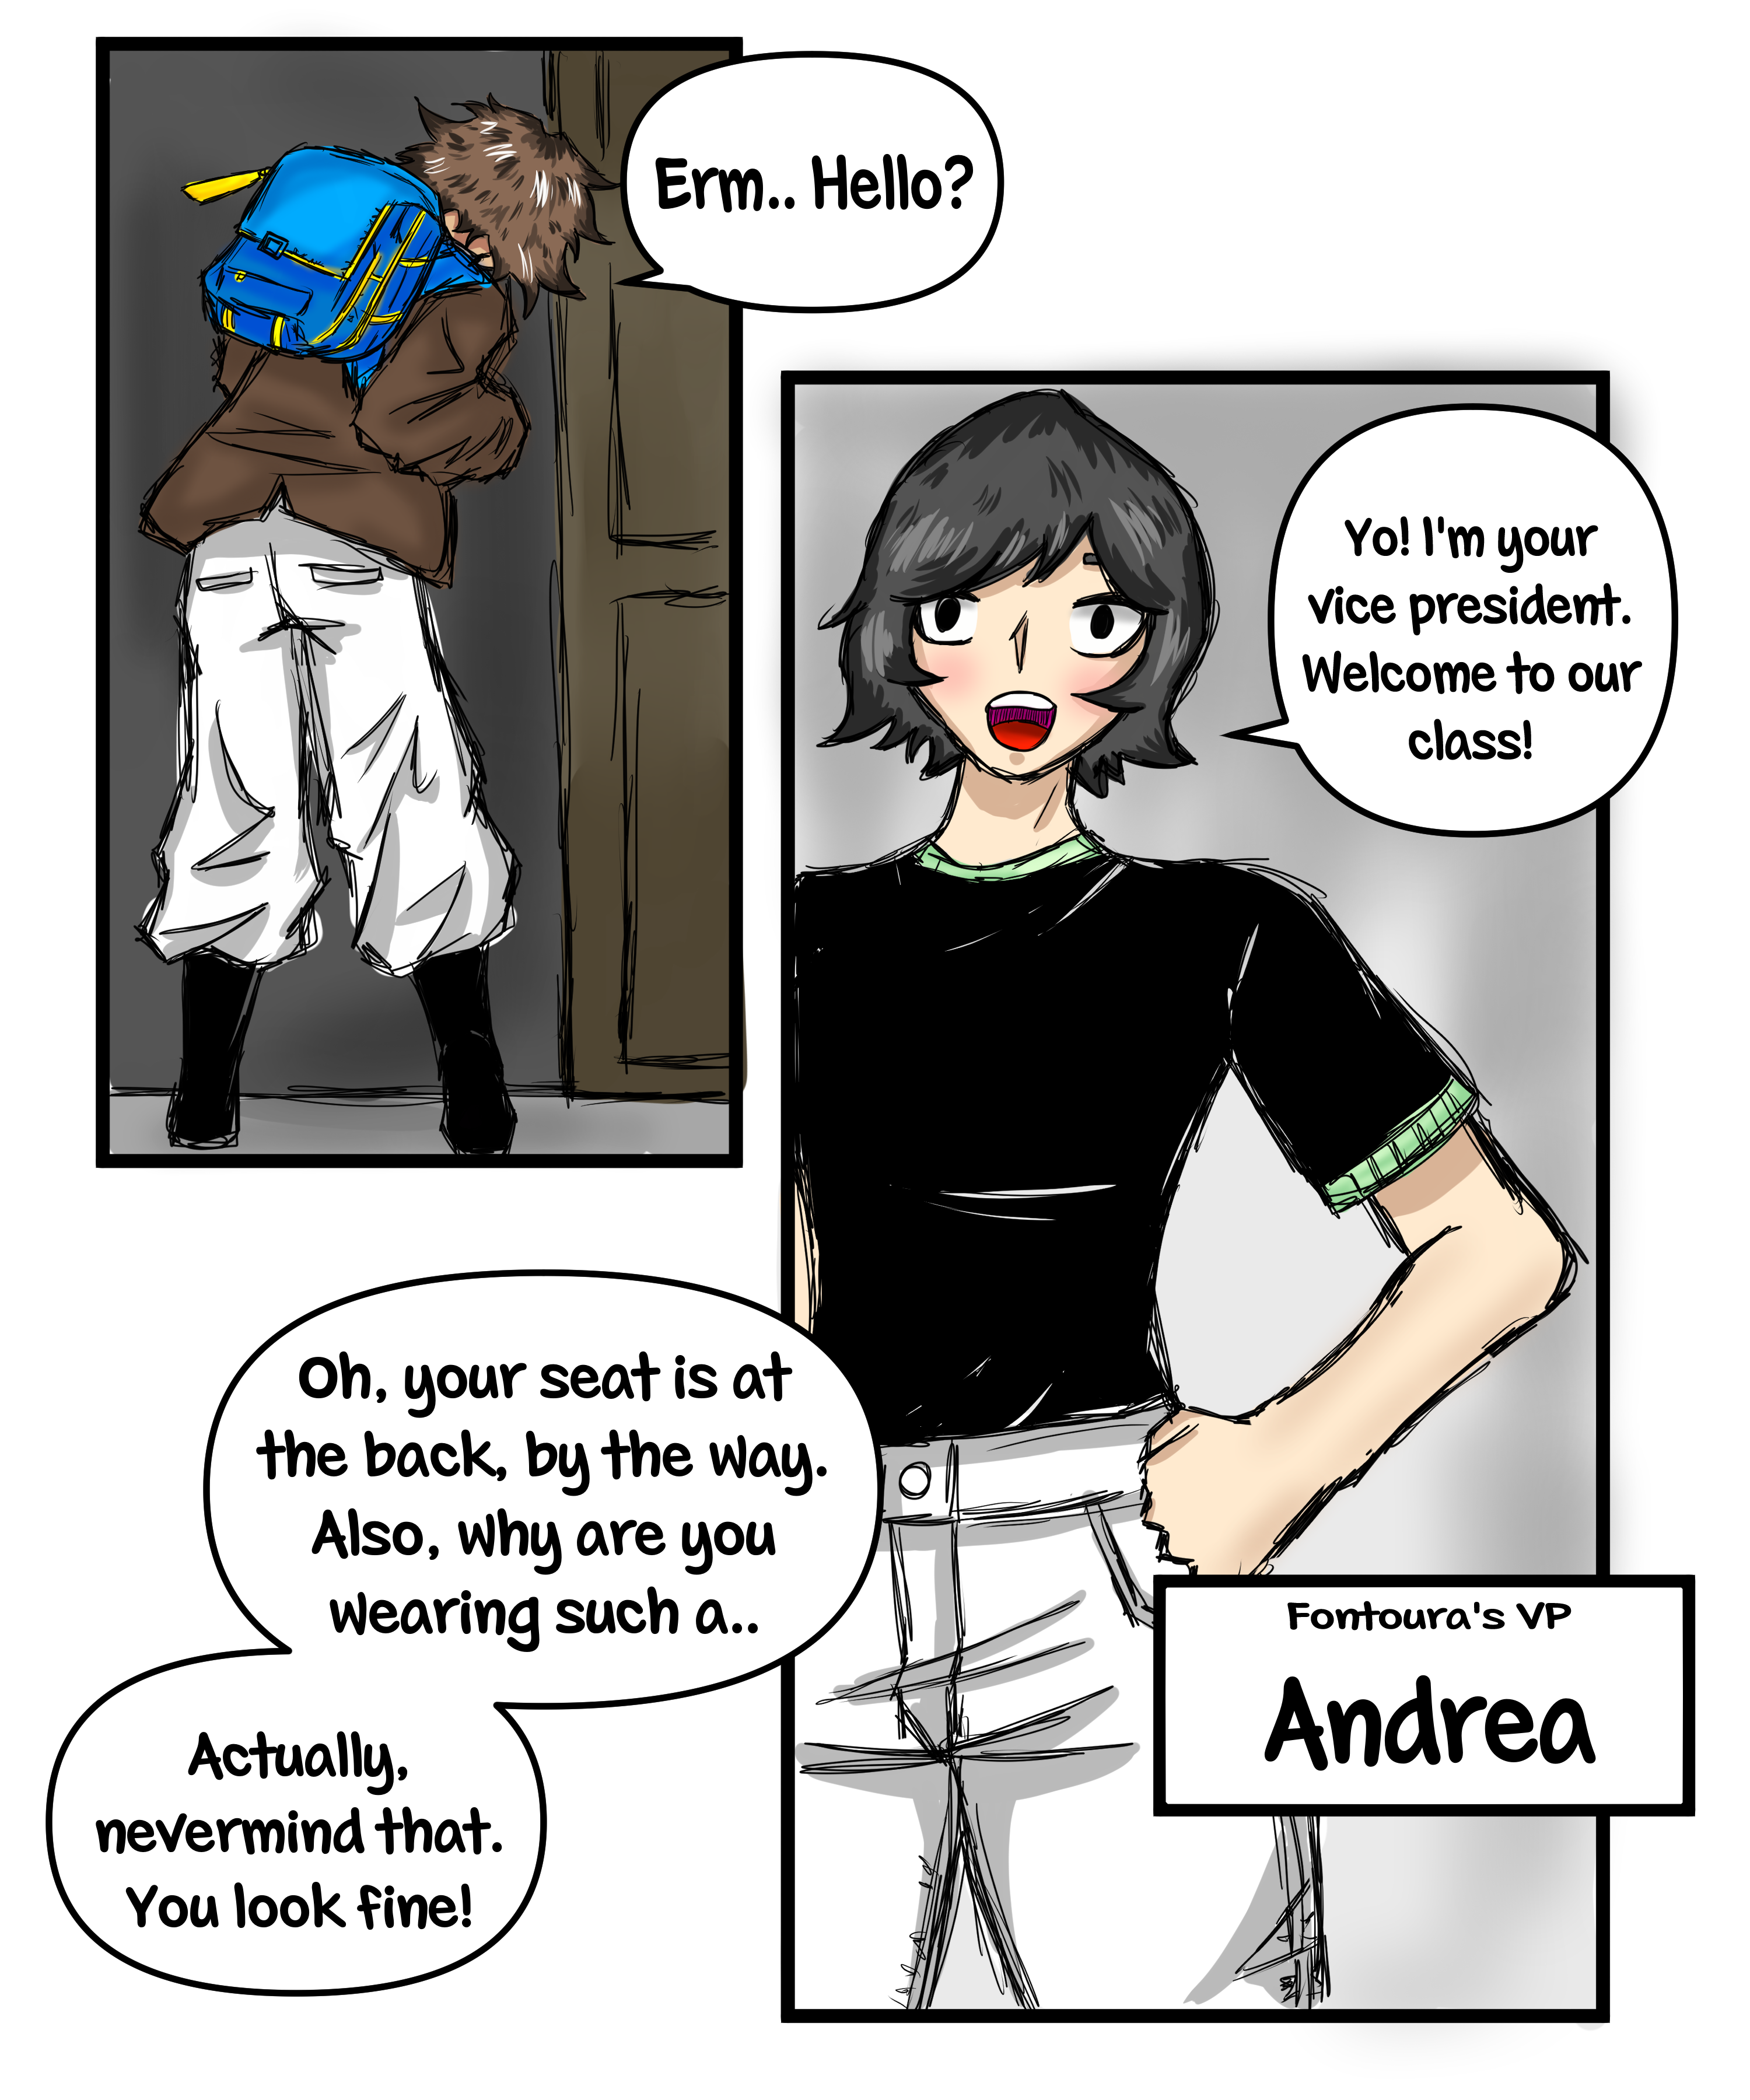 Erm.. Hello?
Yo! I'm your
vice president.
Welcome to our
class!
Oh, your seat is at
the back, by the way.
Also, why are you
wearing such a..
Actually,
nevermind that.
You look fine!
Fontoura's VP
Andrea